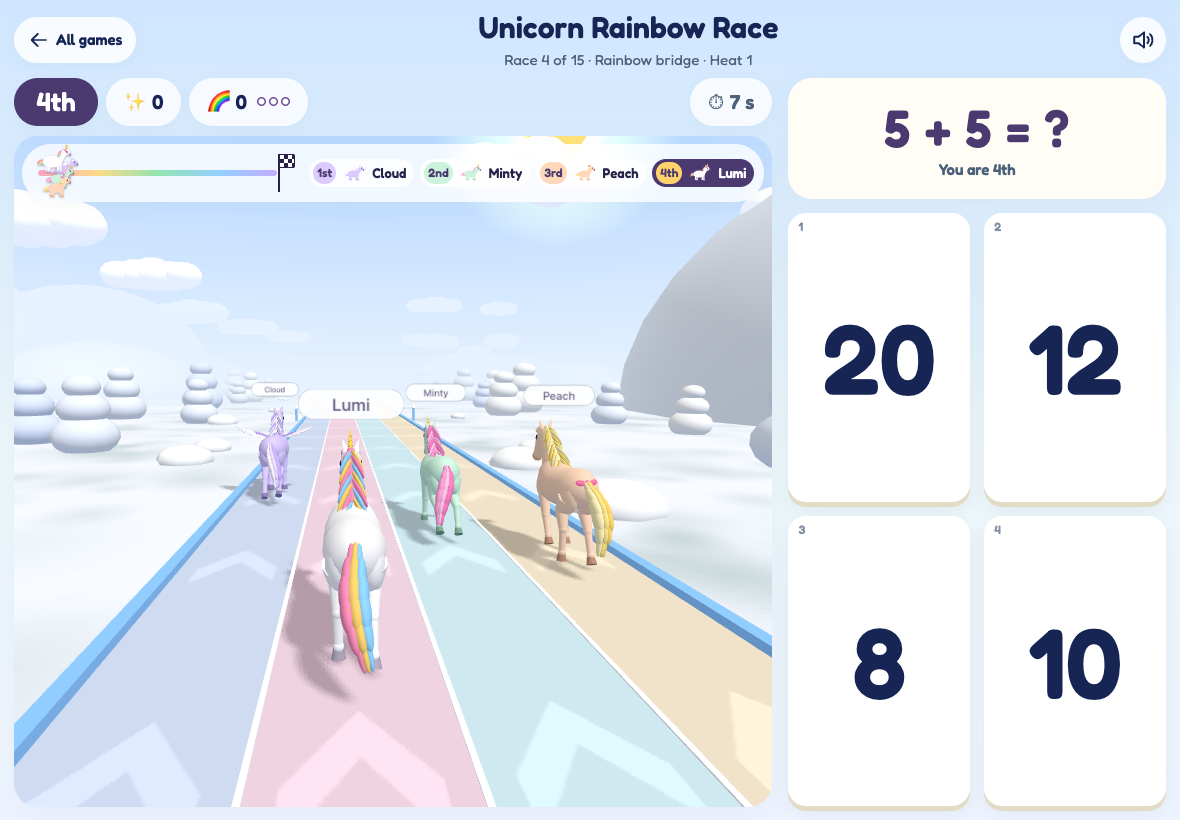 All games
Unicorn Rainbow Race
Race 4 of 15 · Rainbow bridge · Heat 1
4th
0
0
7 s
1st Cloud
2nd Minty
3rd Peach
4th Lumi
Cloud
Lumi
Minty
Peach
5 + 5 = ?
You are 4th
1
20
2
12
3
8
4
10